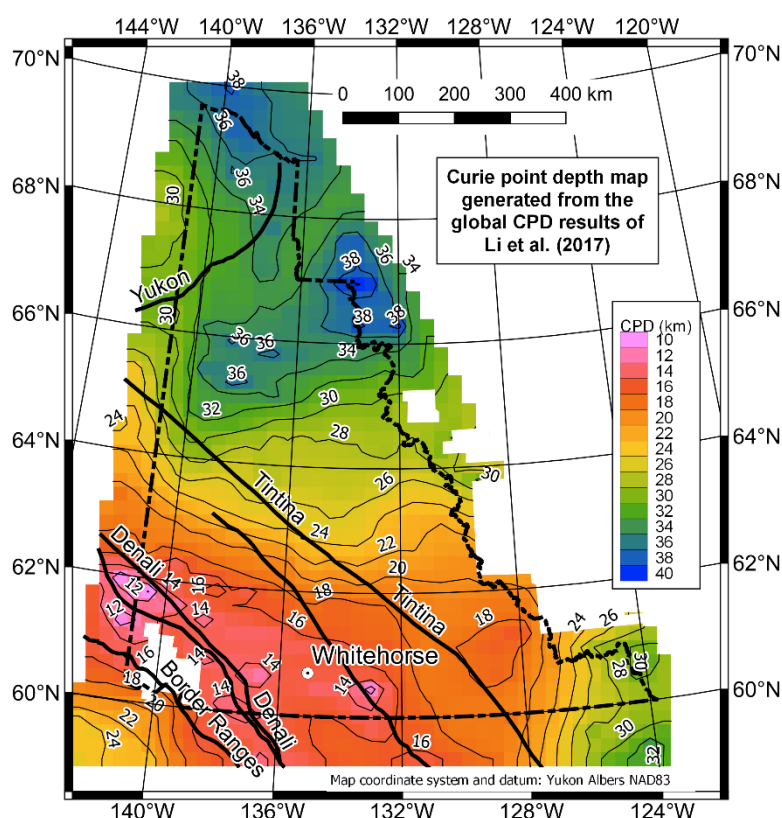 144°W 140°W 136°W 132°W 128°W 124°W 120°W
70°N 70°N
38
36
0 100 200 300 400 km
36
34
30
Curie point depth map
generated from the
global CPD results of
Li et al. (2017)
68°N 68°N
38 36 34
Yukon
30
38 38
66°N 66°N
36 36
36
34
CPD (km)
10
12
14
16
18
20
22
24
26
28
30
32
34
36
38
40
32 30
24
28
64°N 64°N
26 30
Tintina
24
22
20
62°N 62°N
Denali 14 16
12
12 14
18
16
Tintina
18
24 26
28 30
16 14 14
Whitehorse
14 14
60°N 60°N
18
20
22
24
Border Ranges
Denali
16
30
32
Map coordinate system and datum: Yukon Albers NAD83
140°W 136°W 132°W 128°W 124°W